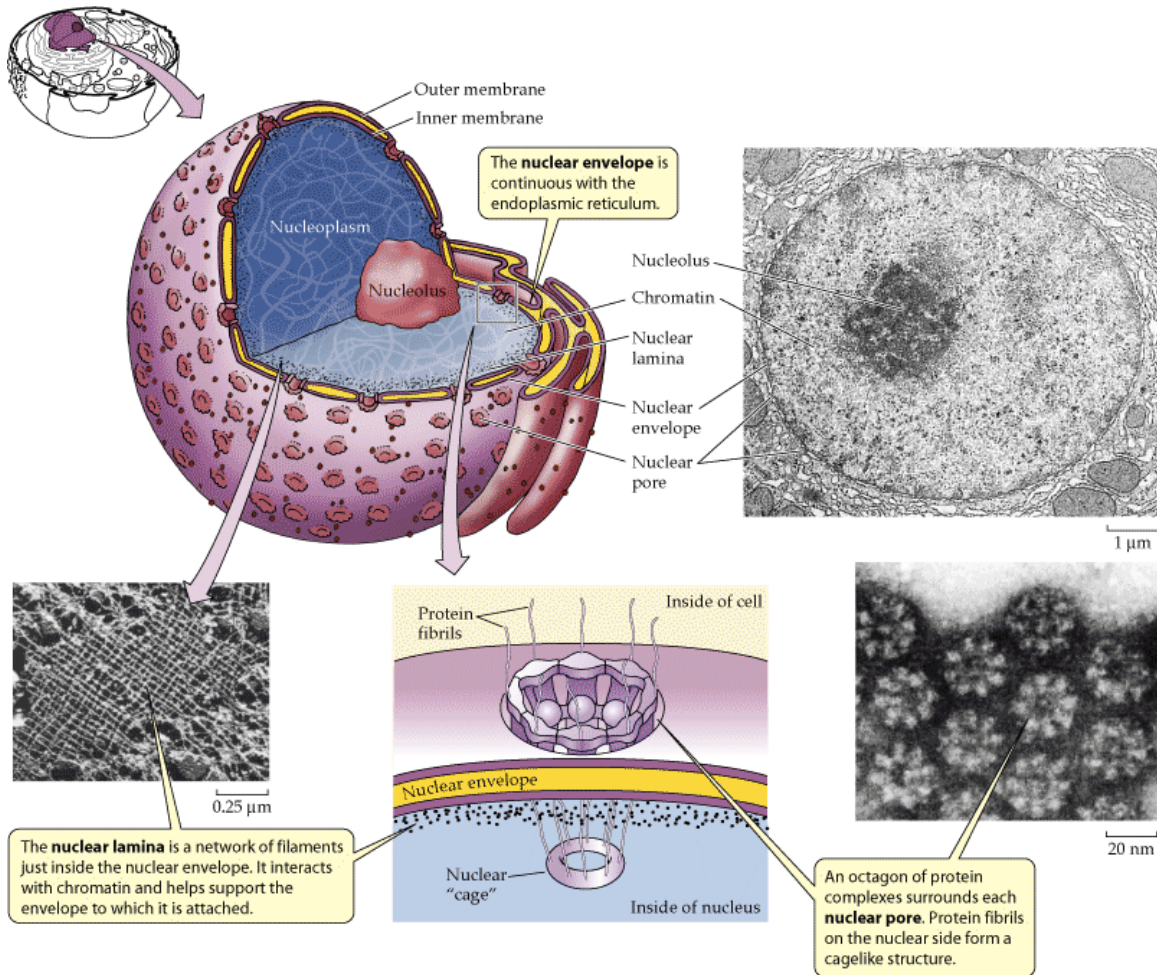 Outer membrane
Inner membrane
The nuclear envelope is
continuous with the
endoplasmic reticulum.
Nucleoplasm
Nucleolus
Nucleolus
Chromatin
Nuclear
lamina
Nuclear
envelope
Nuclear
pore
1 µm
Protein
fibrils
Inside of cell
Nuclear envelope
Nuclear
“cage”
Inside of nucleus
0.25 µm
20 nm
The nuclear lamina is a network of filaments
just inside the nuclear envelope. It interacts
with chromatin and helps support the
envelope to which it is attached.
An octagon of protein
complexes surrounds each
nuclear pore. Protein fibrils
on the nuclear side form a
cagelike structure.